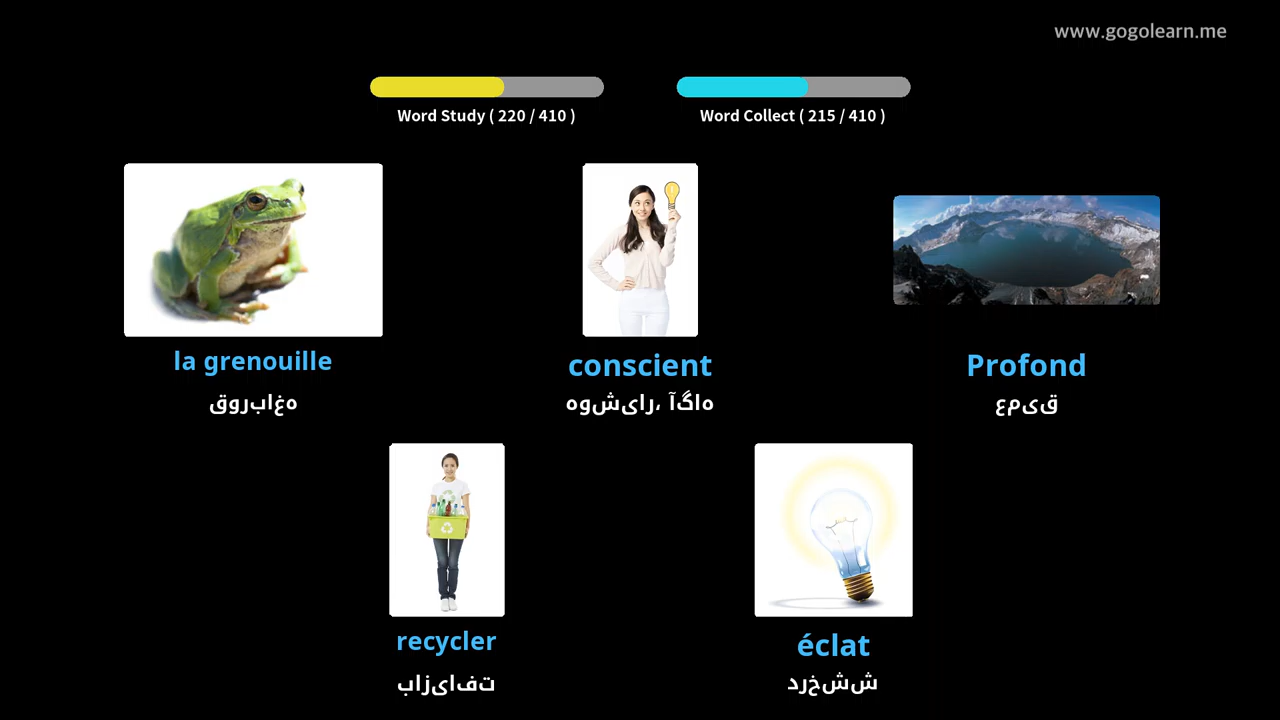 www.gogolearn.me
Word Study ( 220 / 410 )
Word Collect ( 215 / 410 )
la grenouille
قورباغه
conscient
هوشیار، آگاه
Profond
عمیق
recycler
بازیافت
éclat
درخشش